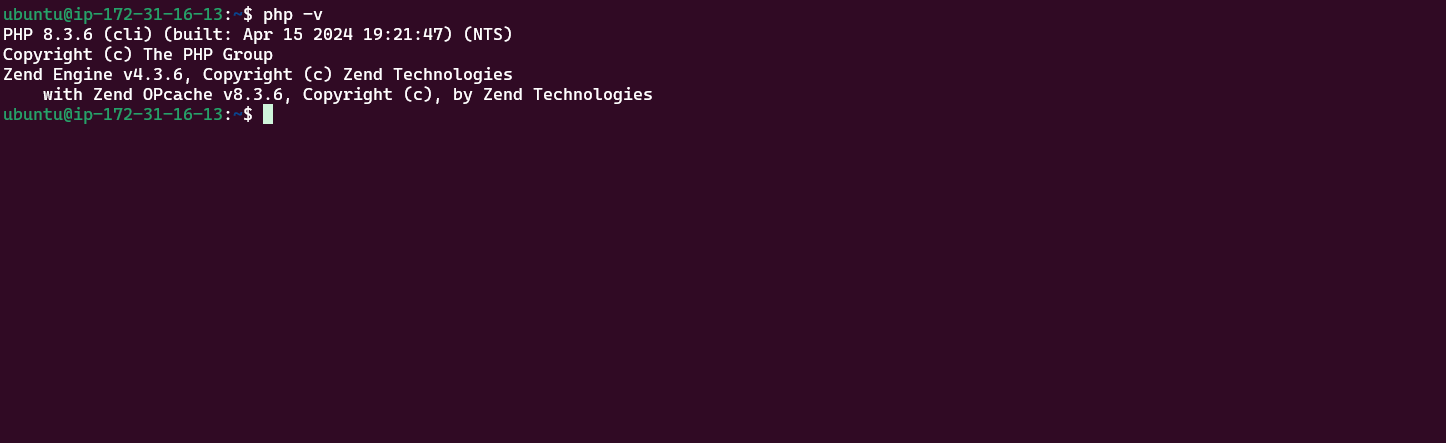 ubuntu@ip-172-31-16-13:~$ php -v
PHP 8.3.6 (cli) (built: Apr 15 2024 19:21:47) (NTS)
Copyright (c) The PHP Group
Zend Engine v4.3.6, Copyright (c) Zend Technologies
    with Zend OPcache v8.3.6, Copyright (c), by Zend Technologies
ubuntu@ip-172-31-16-13:~$